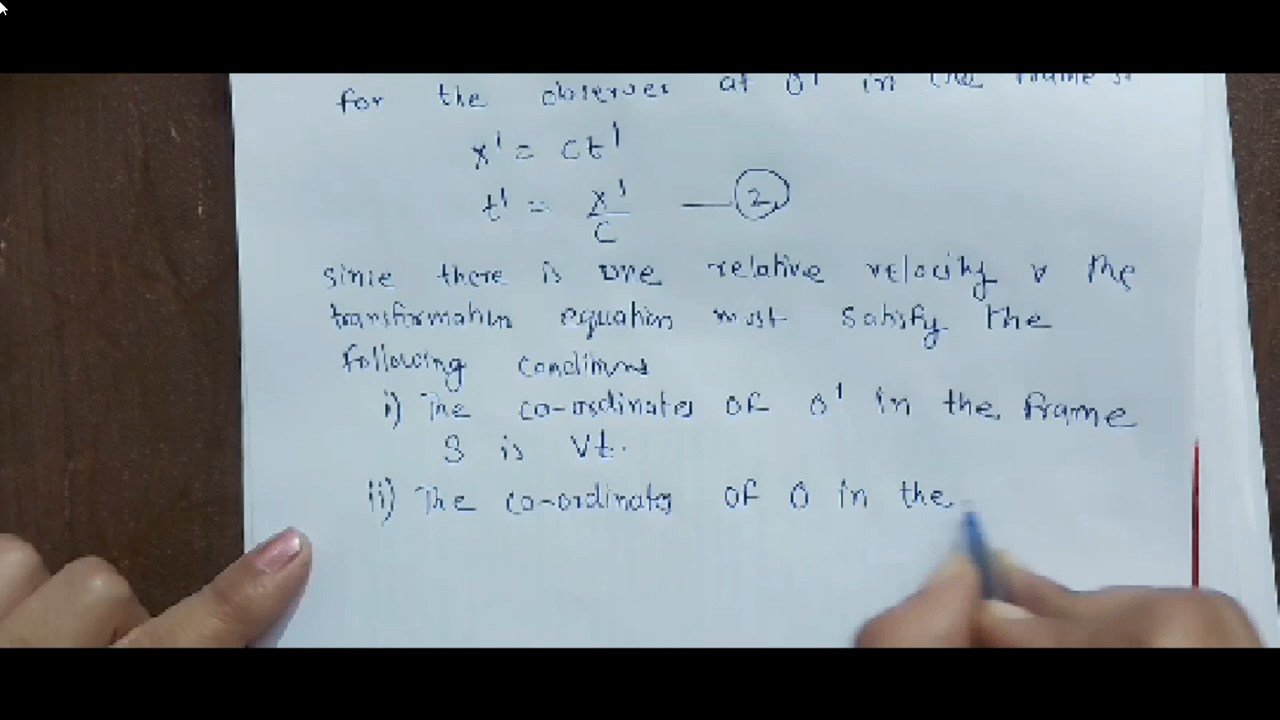 for the observer at O' in the frame S'
x' = ct'
t' = x'/c — 2
since there is one relative velocity v the
transformation equation must satisfy the
following conditions
i) The co-ordinates of O' in the frame
S is Vt.
ii) The co-ordinates of O in the